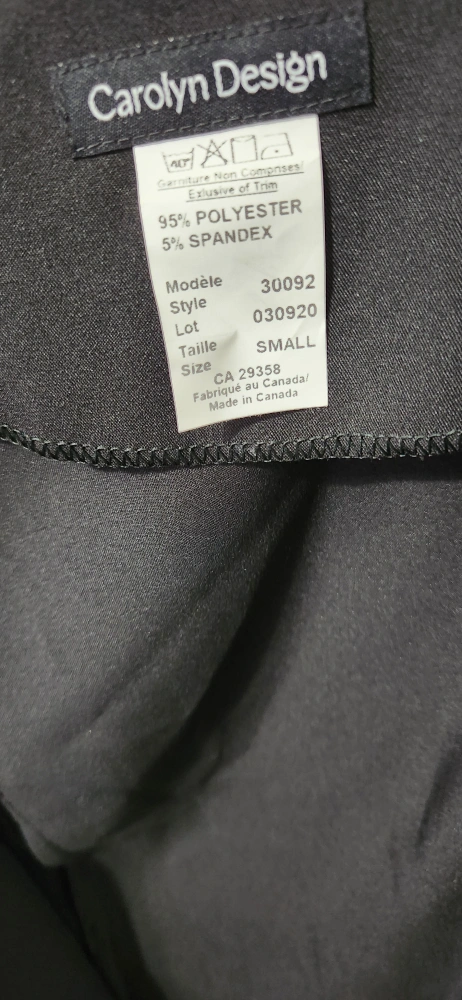 Carolyn Design
Garniture Non Comprises/
Exlusive of Trim
95% POLYESTER
5% SPANDEX
Modèle
Style 30092
Lot 030920
Taille
Size SMALL
CA 29358
Fabriqué au Canada/
Made in Canada